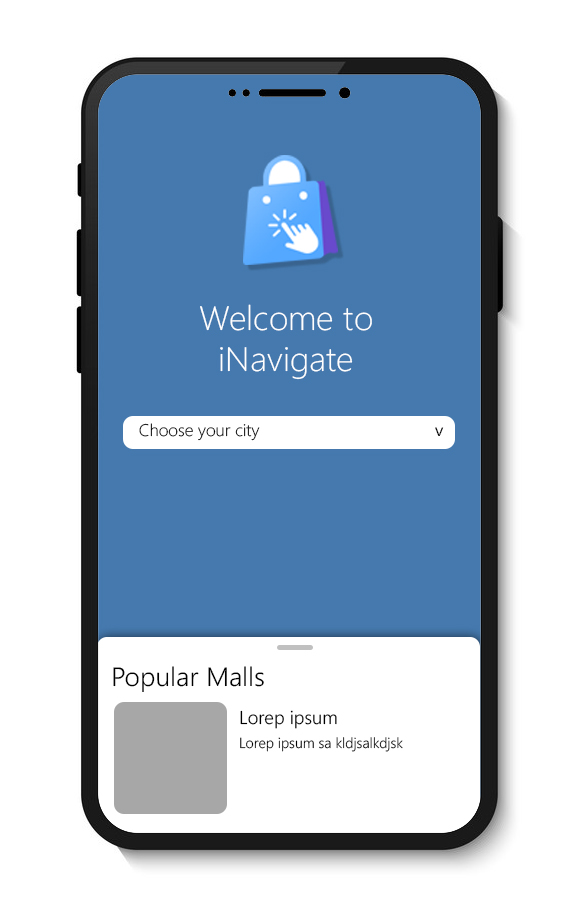 Welcome to
iNavigate
Choose your city v
Popular Malls
Lorep ipsum
Lorep ipsum sa kldjsalkdjsk